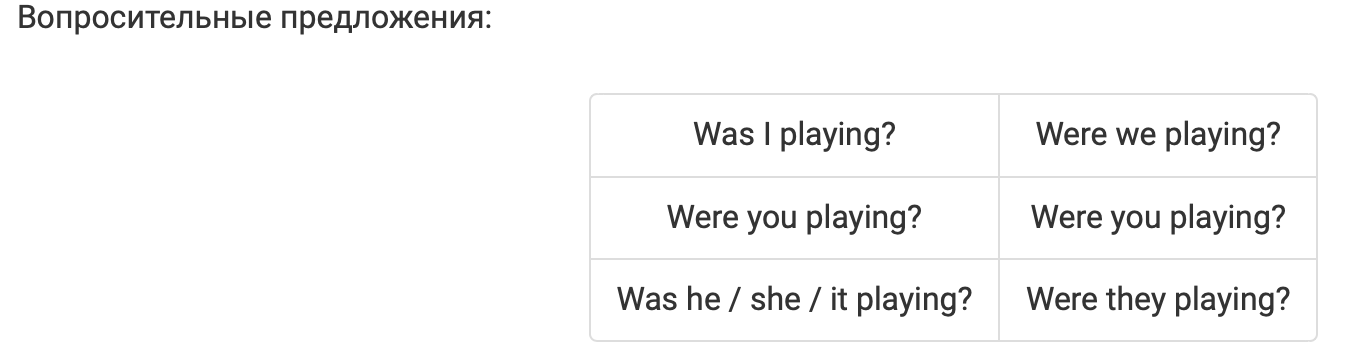 Вопросительные предложения:
Was I playing? Were we playing?
Were you playing? Were you playing?
Was he / she / it playing? Were they playing?